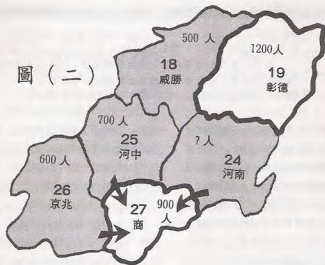 圖（二）
500 人
18
威勝
1200人
19
彰德
700 人
25
河中
? 人
24
河南
600 人
26
京兆
27
商
900
人